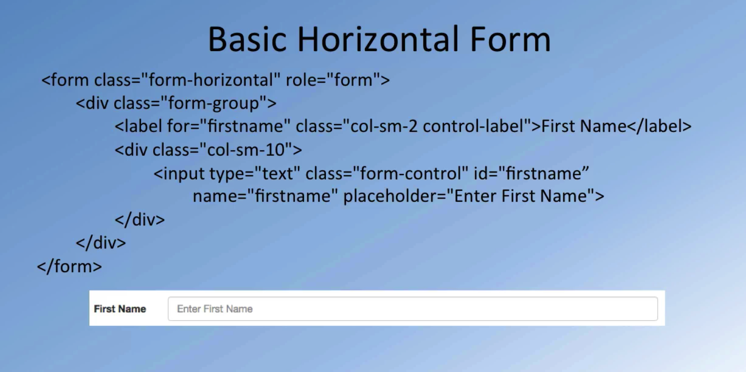 Basic Horizontal Form
<form class="form-horizontal" role="form">
<div class="form-group">
<label for="firstname" class="col-sm-2 control-label">First Name</label>
<div class="col-sm-10">
<input type="text" class="form-control" id="firstname”
name="firstname" placeholder="Enter First Name">
</div>
</div>
</form>
First Name Enter First Name